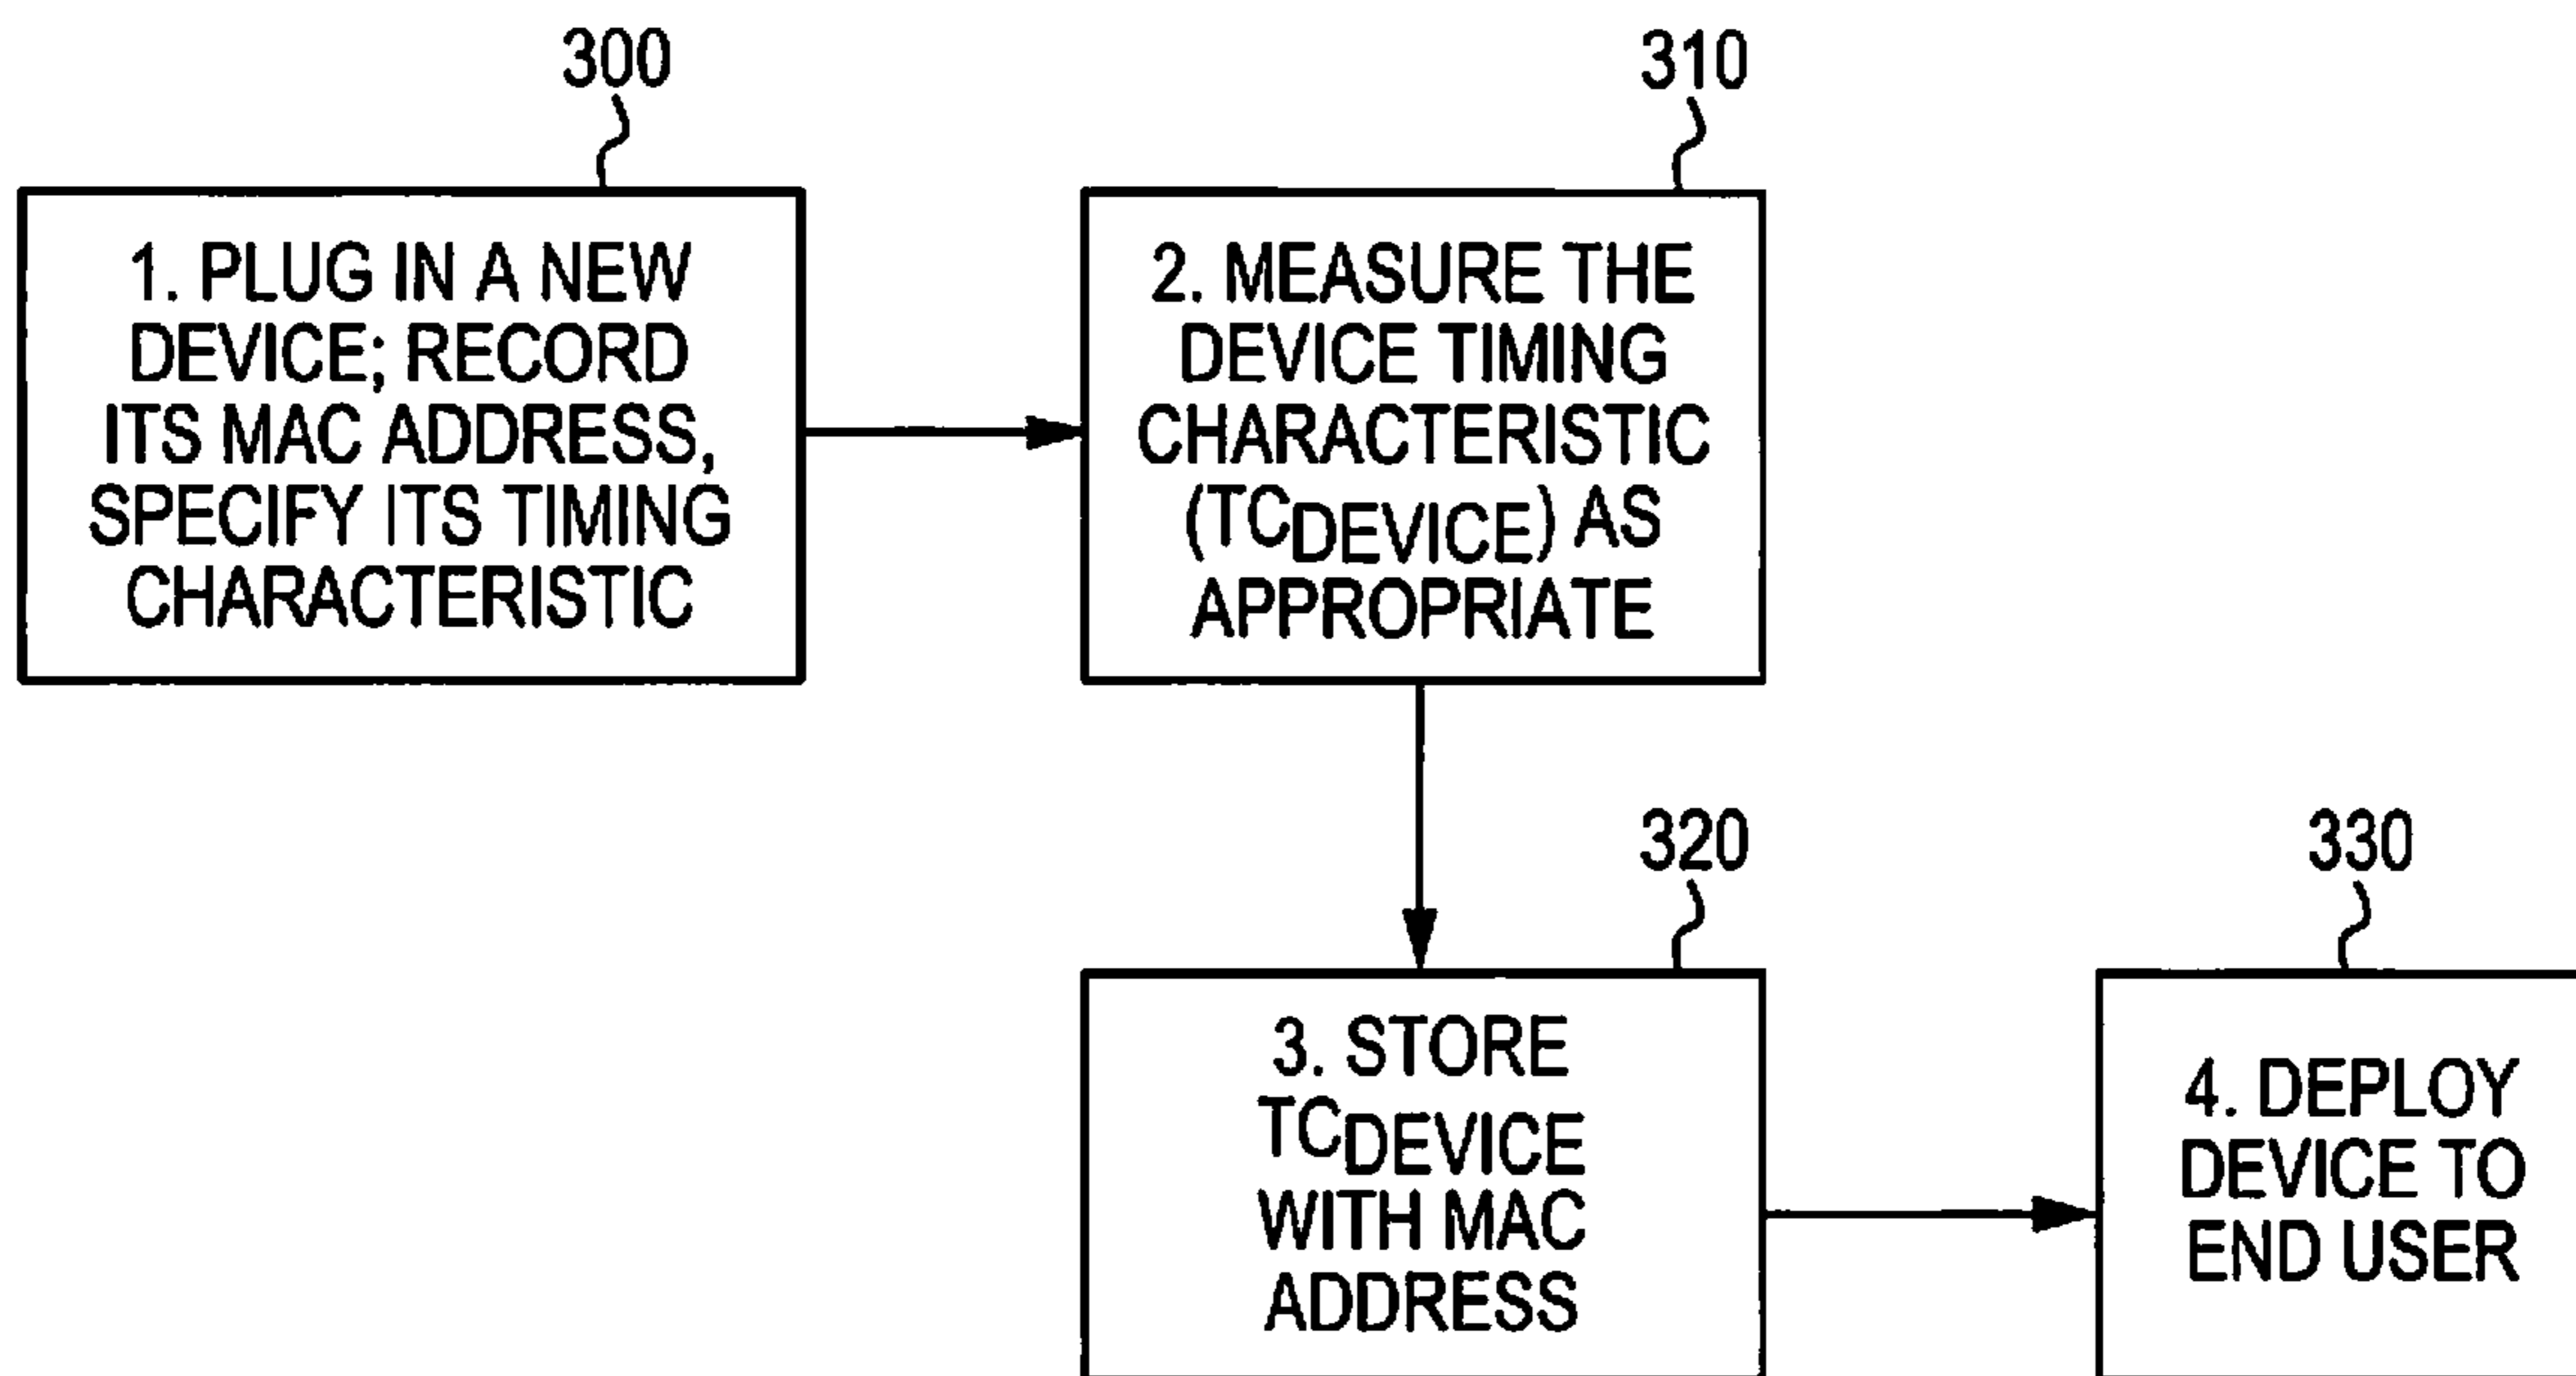 300
1. PLUG IN A NEW
DEVICE; RECORD
ITS MAC ADDRESS,
SPECIFY ITS TIMING
CHARACTERISTIC
310
2. MEASURE THE
DEVICE TIMING
CHARACTERISTIC
(TCDEVICE) AS
APPROPRIATE
320
3. STORE
TCDEVICE
WITH MAC
ADDRESS
330
4. DEPLOY
DEVICE TO
END USER